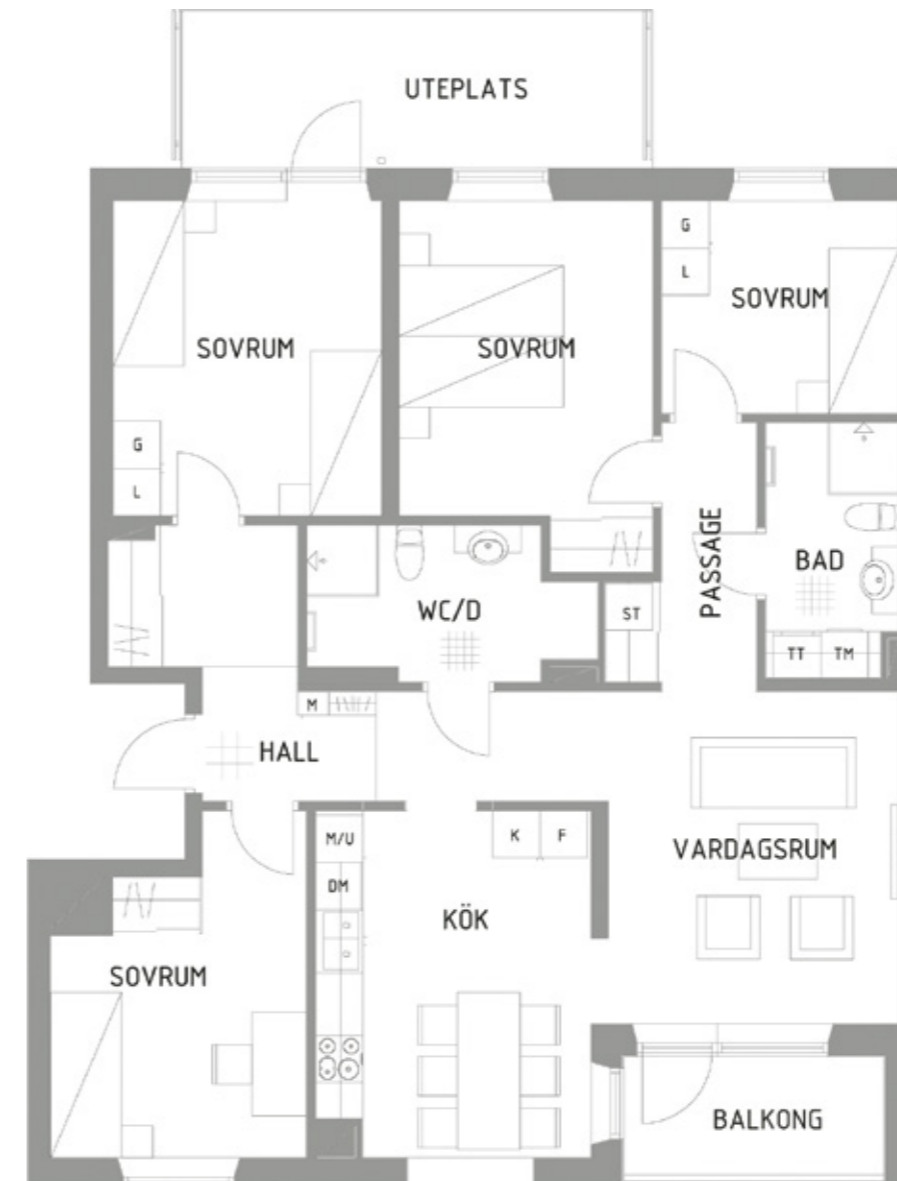 UTEPLATS
G
L
SOVRUM
SOVRUM
SOVRUM
G
L
PASSAGE
BAD
WC/D
ST
TT
TM
M
HALL
M/U
K
F
VARDAGSRUM
DM
KÖK
SOVRUM
BALKONG